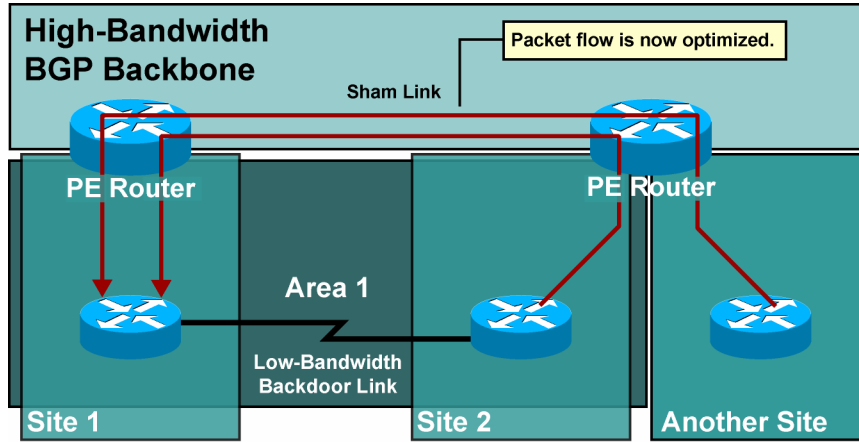 High-Bandwidth
BGP Backbone
Packet flow is now optimized.
Sham Link
PE Router
PE Router
Area 1
Low-Bandwidth
Backdoor Link
Site 1
Site 2
Another Site